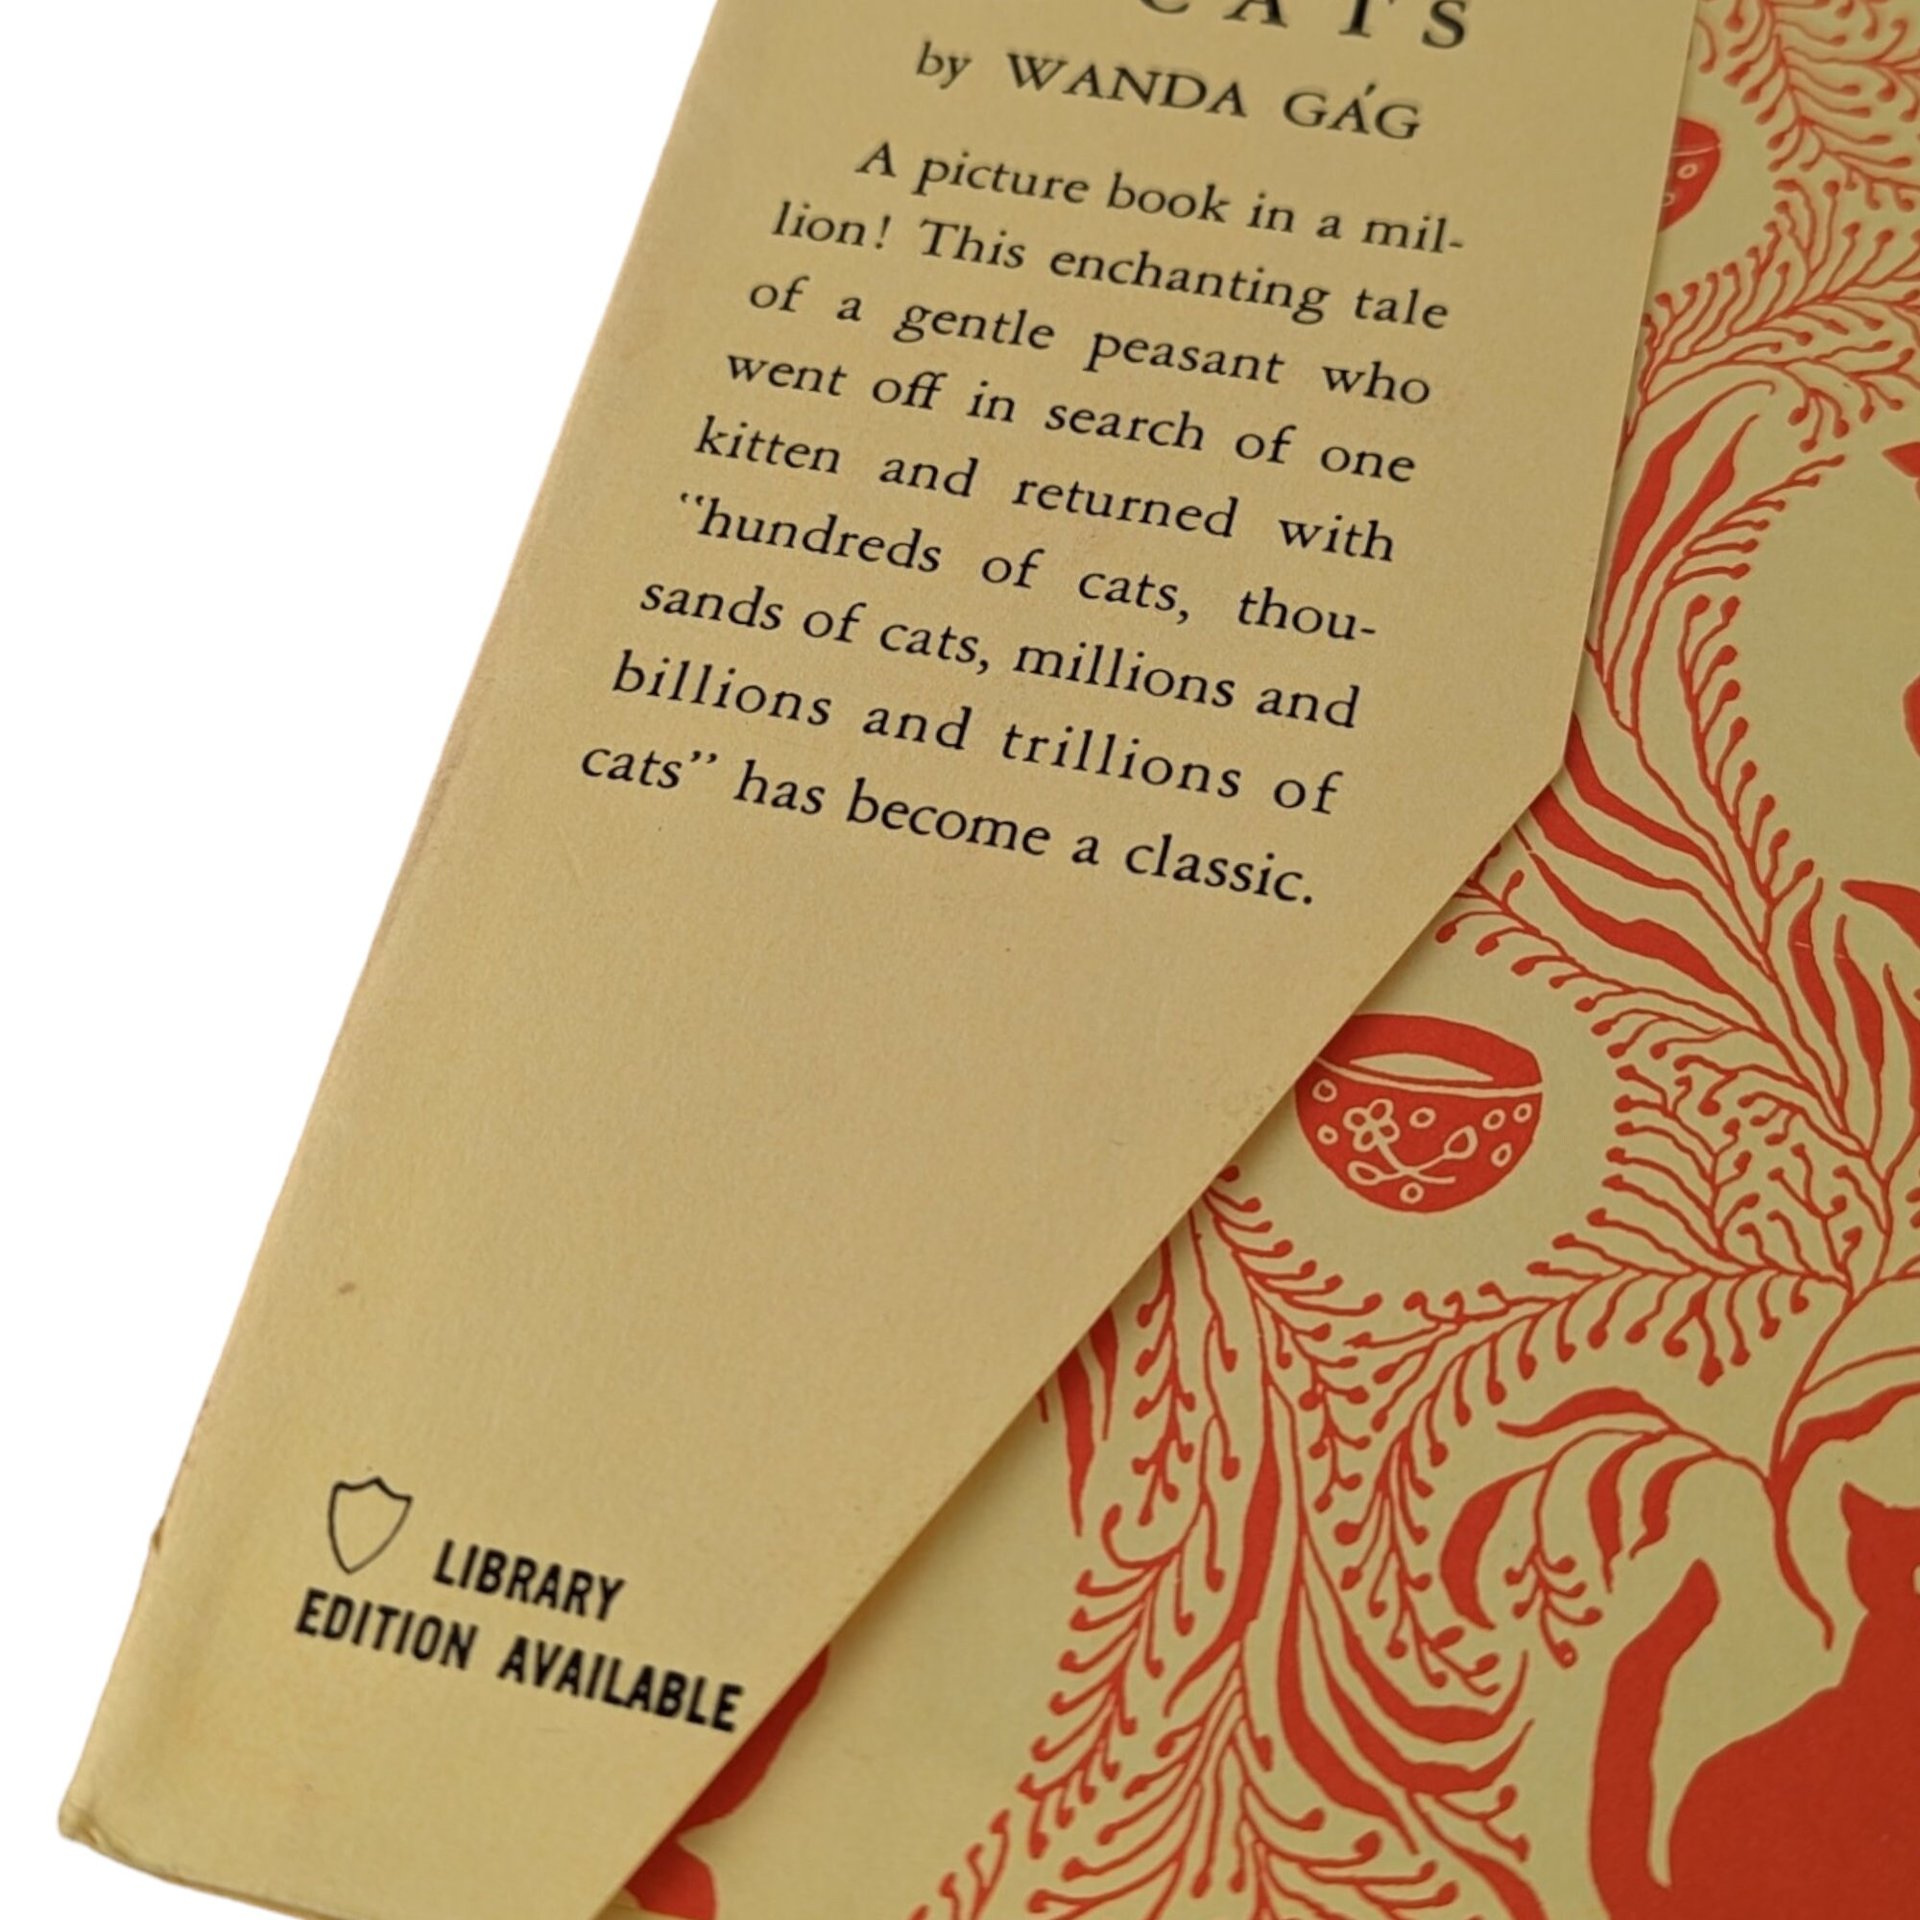 CATS
by WANDA GÁG
A picture book in a mil-
lion! This enchanting tale
of a gentle peasant who
went off in search of one
kitten and returned with
“hundreds of cats, thou-
sands of cats, millions and
billions and trillions of
cats” has become a classic.
LIBRARY
EDITION AVAILABLE